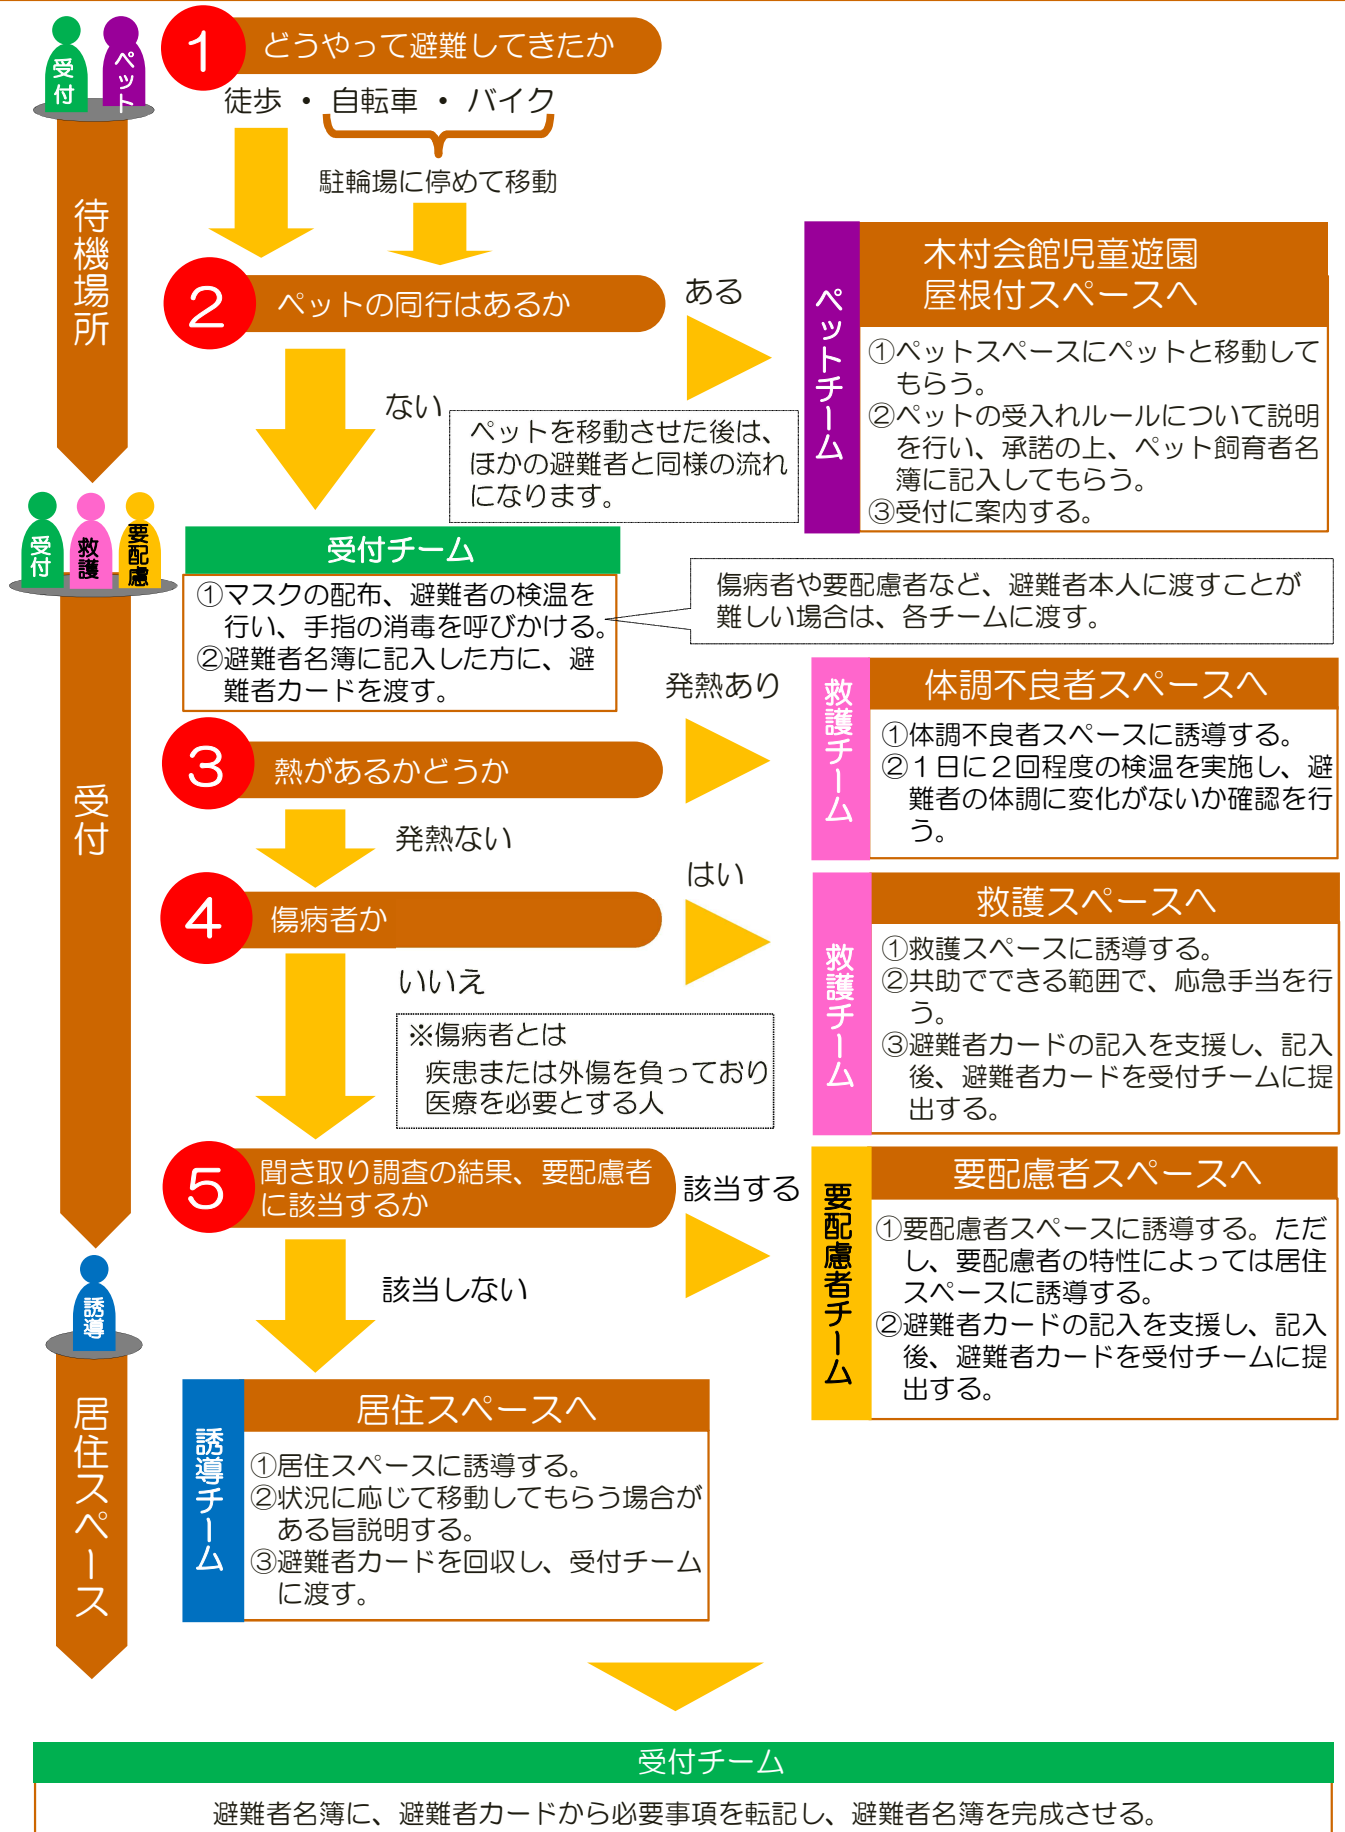 受付
ペット
1
どうやって避難してきたか
徒歩 ・ 自転車 ・ バイク
駐輪場に停めて移動
待機場所
2
ペットの同行はあるか
ある
ない
ペットを移動させた後は、
ほかの避難者と同様の流れ
になります。
ペットチーム
木村会館児童遊園
屋根付スペースへ
①ペットスペースにペットと移動して
もらう。
②ペットの受入れルールについて説明
を行い、承諾の上、ペット飼育者名
簿に記入してもらう。
③受付に案内する。
受付
救護
要配慮
受付
受付チーム
①マスクの配布、避難者の検温を
行い、手指の消毒を呼びかける。
②避難者名簿に記入した方に、避
難者カードを渡す。
傷病者や要配慮者など、避難者本人に渡すことが
難しい場合は、各チームに渡す。
3
熱があるかどうか
発熱あり
発熱ない
救護チーム
体調不良者スペースへ
①体調不良者スペースに誘導する。
②１日に２回程度の検温を実施し、避
難者の体調に変化がないか確認を行
う。
4
傷病者か
はい
いいえ
※傷病者とは
疾患または外傷を負っており
医療を必要とする人
救護チーム
救護スペースへ
①救護スペースに誘導する。
②共助でできる範囲で、応急手当を行
う。
③避難者カードの記入を支援し、記入
後、避難者カードを受付チームに提
出する。
5
聞き取り調査の結果、要配慮者
に該当するか
該当する
該当しない
要配慮者チーム
要配慮者スペースへ
①要配慮者スペースに誘導する。ただ
し、要配慮者の特性によっては居住
スペースに誘導する。
②避難者カードの記入を支援し、記入
後、避難者カードを受付チームに提
出する。
誘導
居住スペース
誘導チーム
居住スペースへ
①居住スペースに誘導する。
②状況に応じて移動してもらう場合が
ある旨説明する。
③避難者カードを回収し、受付チーム
に渡す。
受付チーム
避難者名簿に、避難者カードから必要事項を転記し、避難者名簿を完成させる。